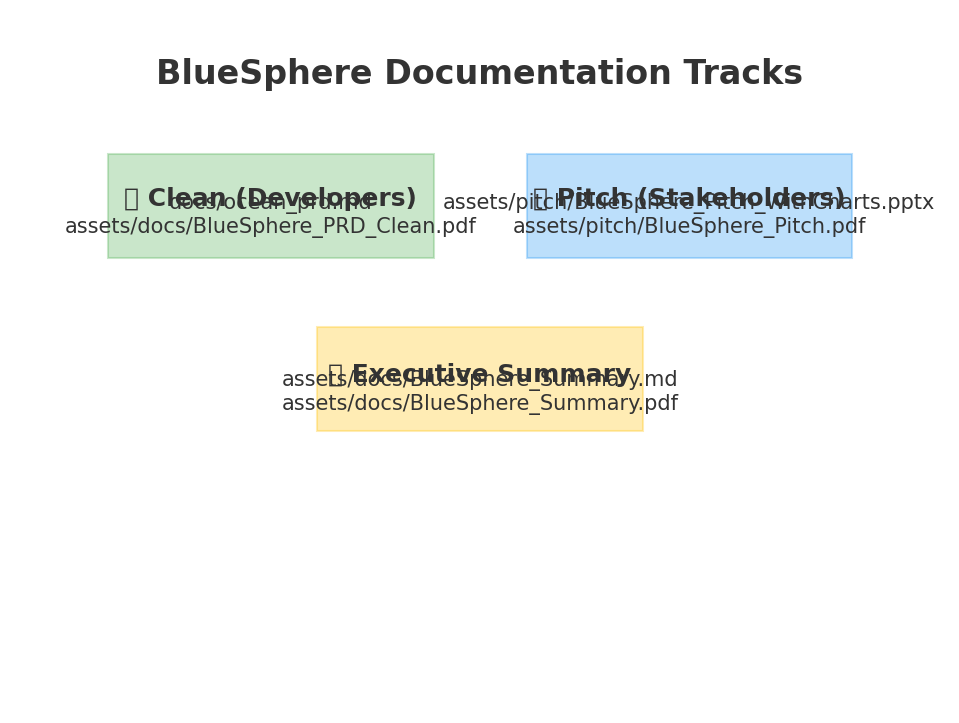 BlueSphere Documentation Tracks
Clean (Developers)
docs/ocean_prd.md
assets/docs/BlueSphere_PRD_Clean.pdf
Pitch (Stakeholders)
assets/pitch/BlueSphere_Pitch_WithCharts.pptx
assets/pitch/BlueSphere_Pitch.pdf
Executive Summary
assets/docs/BlueSphere_Summary.md
assets/docs/BlueSphere_Summary.pdf